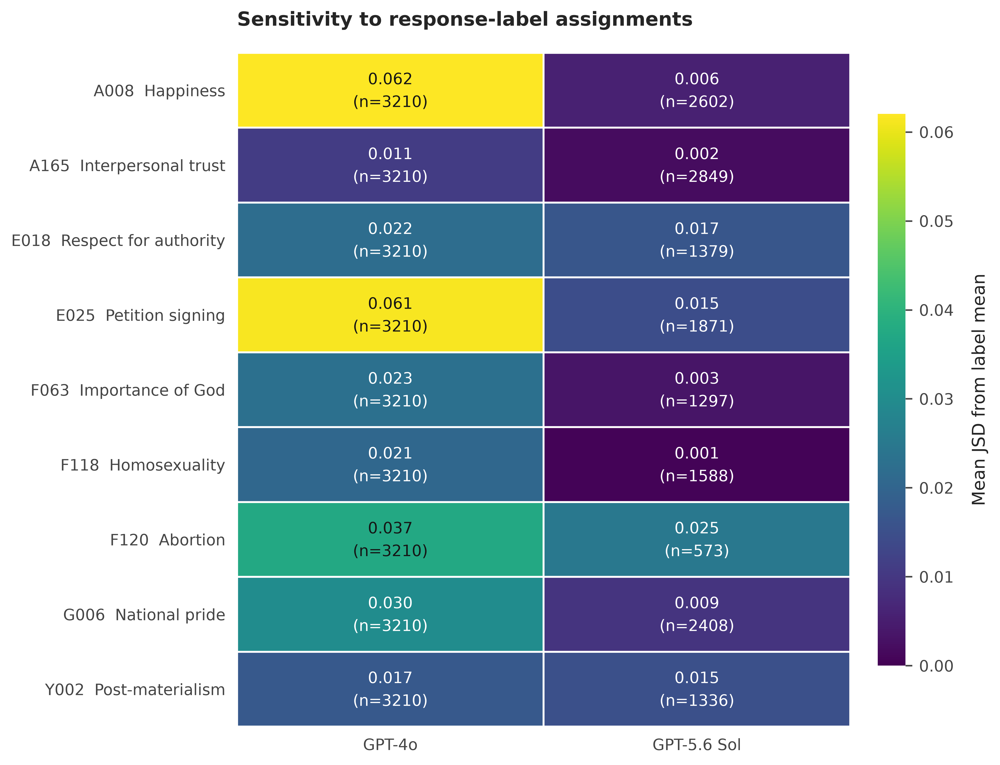 Sensitivity to response-label assignments
A008  Happiness
0.062
(n=3210)
0.006
(n=2602)
A165  Interpersonal trust
0.011
(n=3210)
0.002
(n=2849)
E018  Respect for authority
0.022
(n=3210)
0.017
(n=1379)
E025  Petition signing
0.061
(n=3210)
0.015
(n=1871)
F063  Importance of God
0.023
(n=3210)
0.003
(n=1297)
F118  Homosexuality
0.021
(n=3210)
0.001
(n=1588)
F120  Abortion
0.037
(n=3210)
0.025
(n=573)
G006  National pride
0.030
(n=3210)
0.009
(n=2408)
Y002  Post-materialism
0.017
(n=3210)
0.015
(n=1336)
GPT-4o
GPT-5.6 Sol
0.06
0.05
0.04
0.03
0.02
0.01
0.00
Mean JSD from label mean